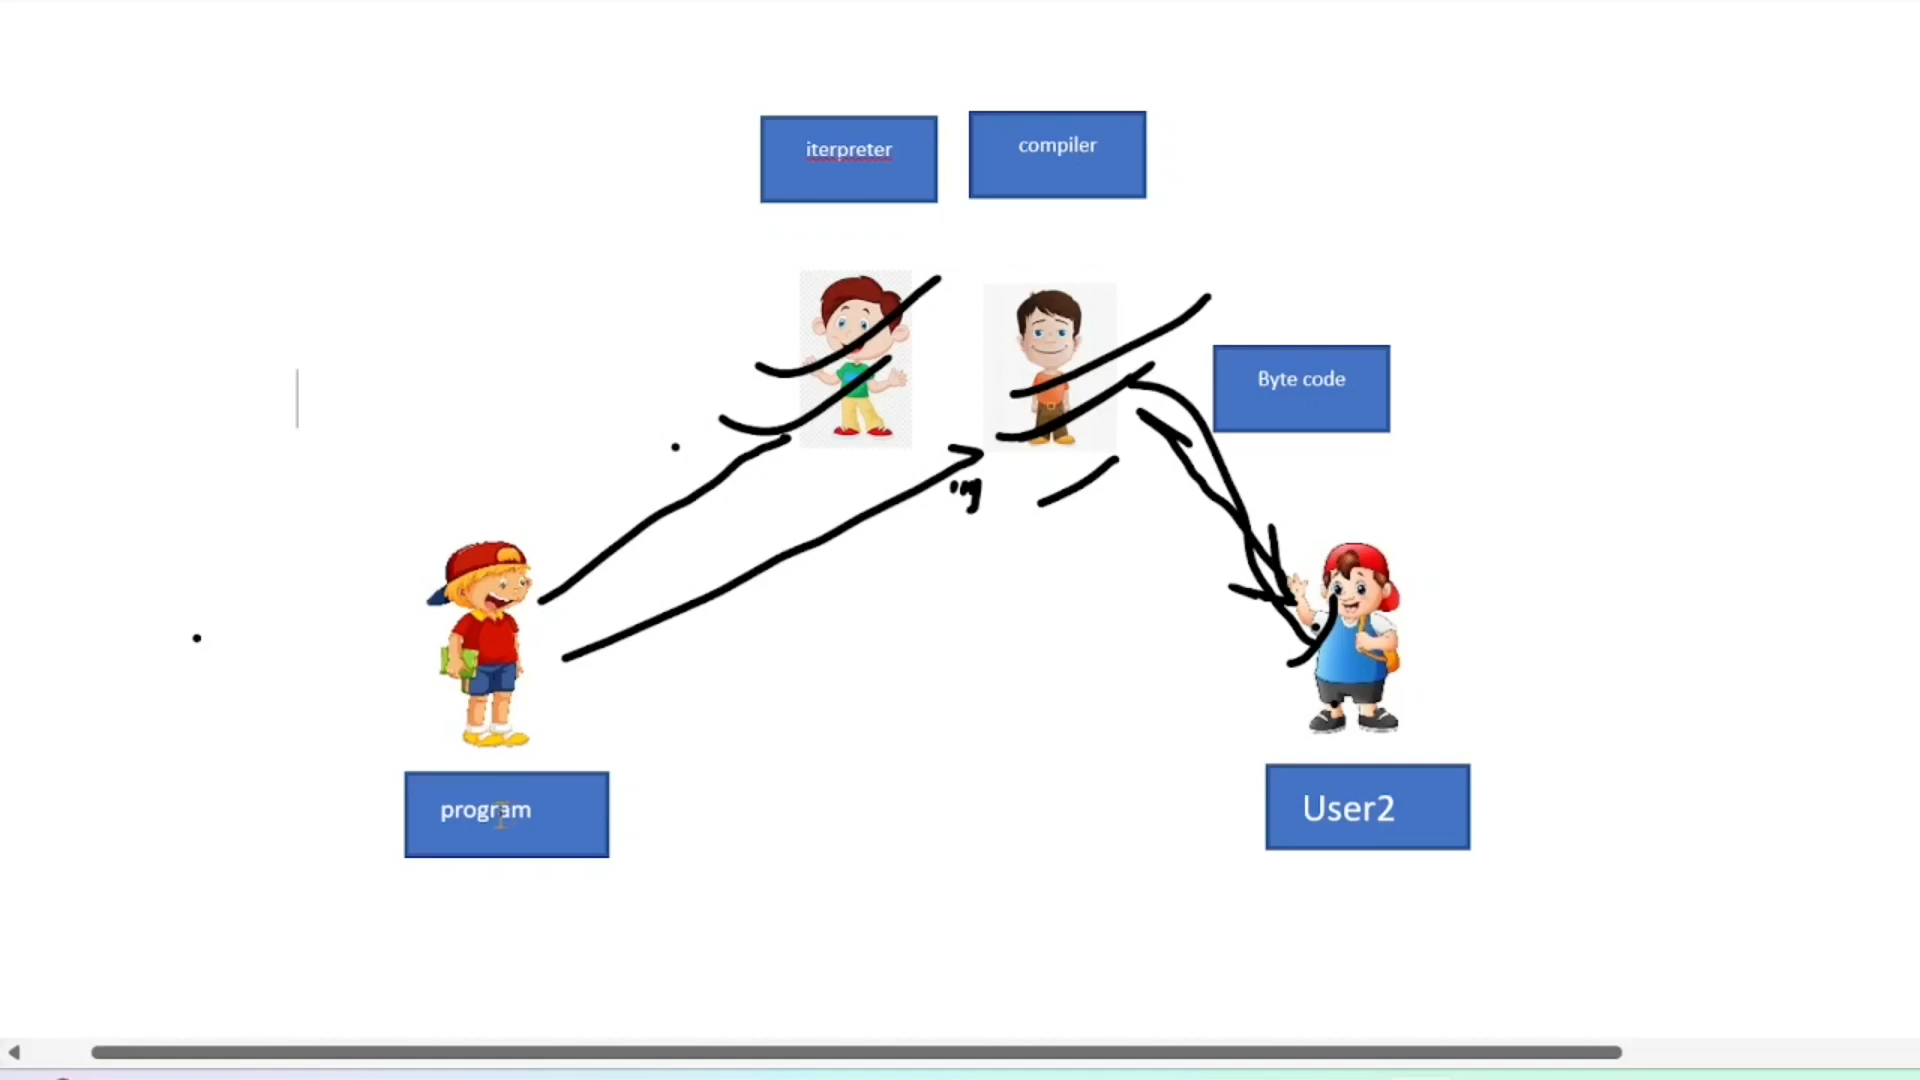 iterpreter
compiler
Byte code
program
User2